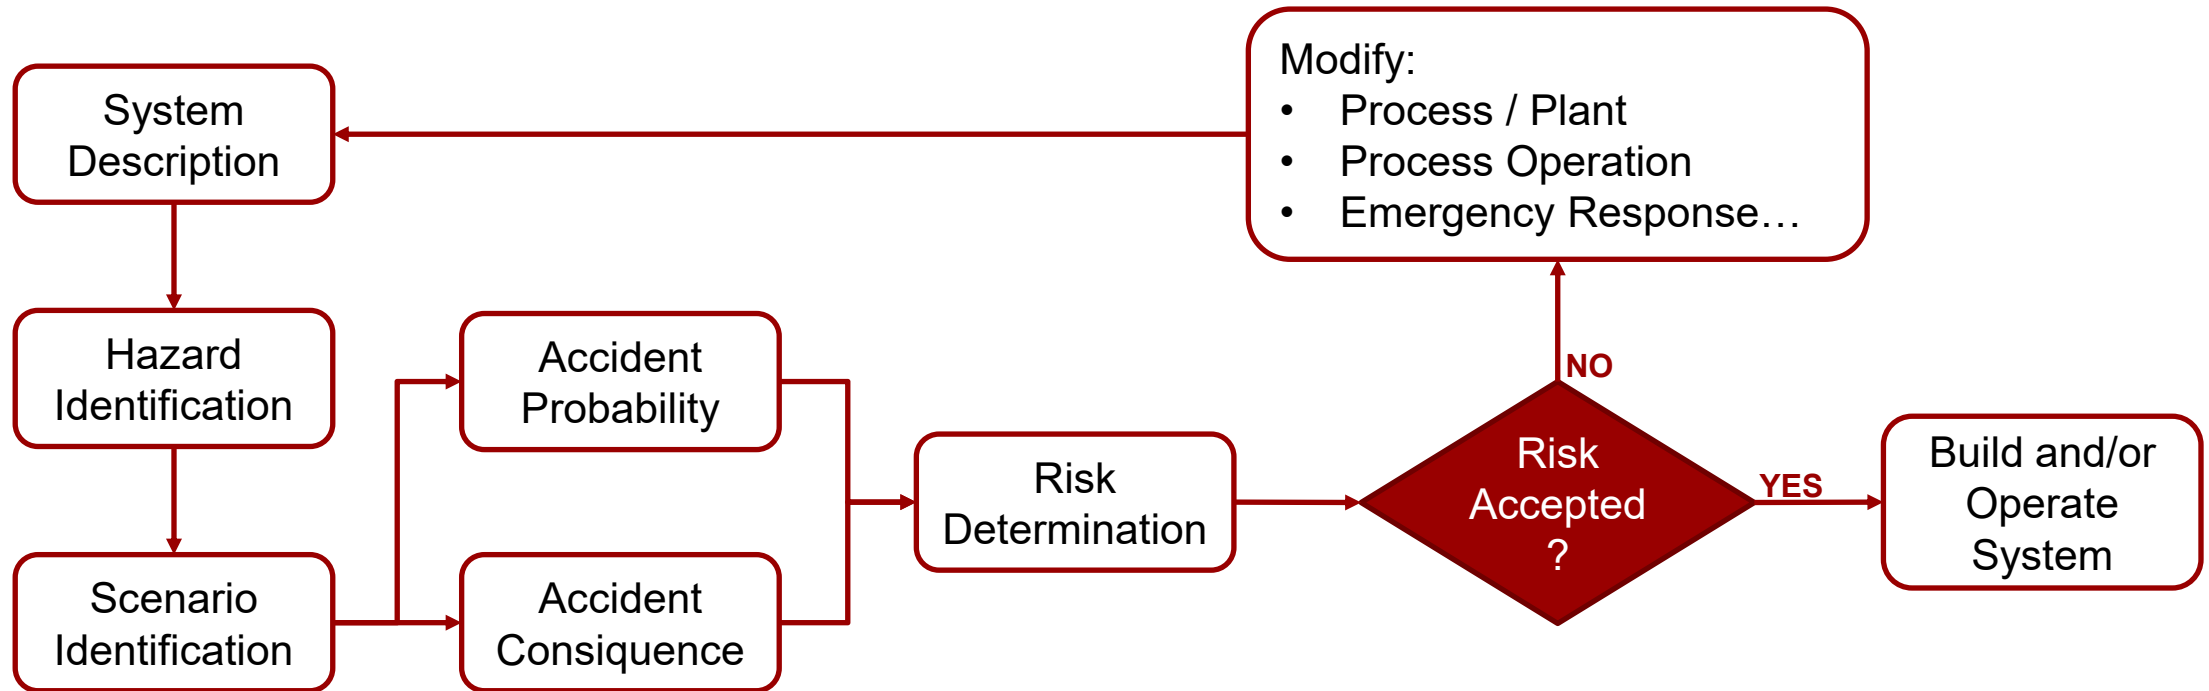 System
Description
Hazard
Identification
Scenario
Identification
Accident
Probability
Accident
Consiquence
Risk
Determination
Risk
Accepted
?
NO
Modify:
• Process / Plant
• Process Operation
• Emergency Response…
YES
Build and/or
Operate
System